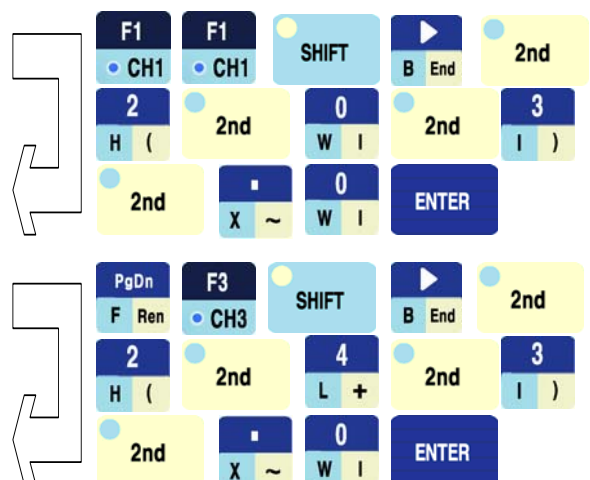 F1 F1 SHIFT ▶ 2nd
• CH1 • CH1 B End
2 2nd 0 2nd 3
H ( W I I )
2nd ▪ 0 ENTER
X ~ W I
PgDn F3 SHIFT ▶ 2nd
F Ren • CH3 B End
2 2nd 4 2nd 3
H ( L + I )
2nd ▪ 0 ENTER
X ~ W I